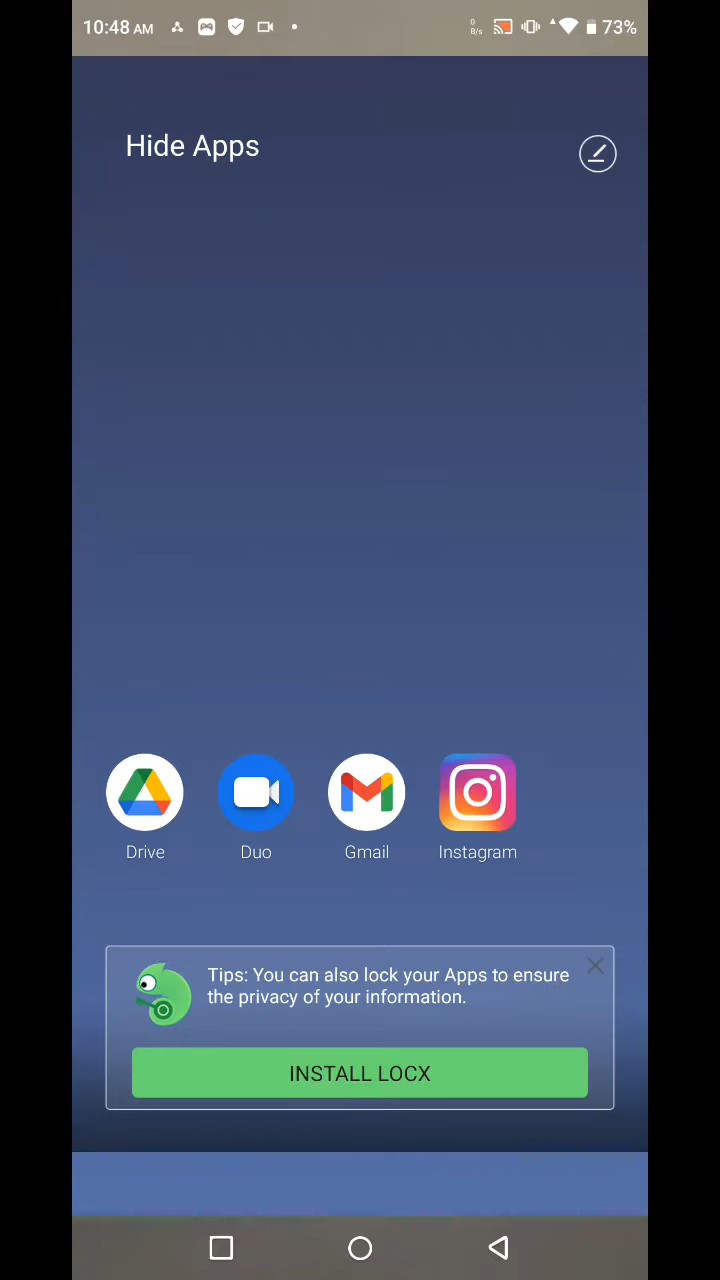 10:48 AM
0
B/s
73%
Hide Apps
Drive
Duo
Gmail
Instagram
Tips: You can also lock your Apps to ensure
the privacy of your information.
INSTALL LOCX